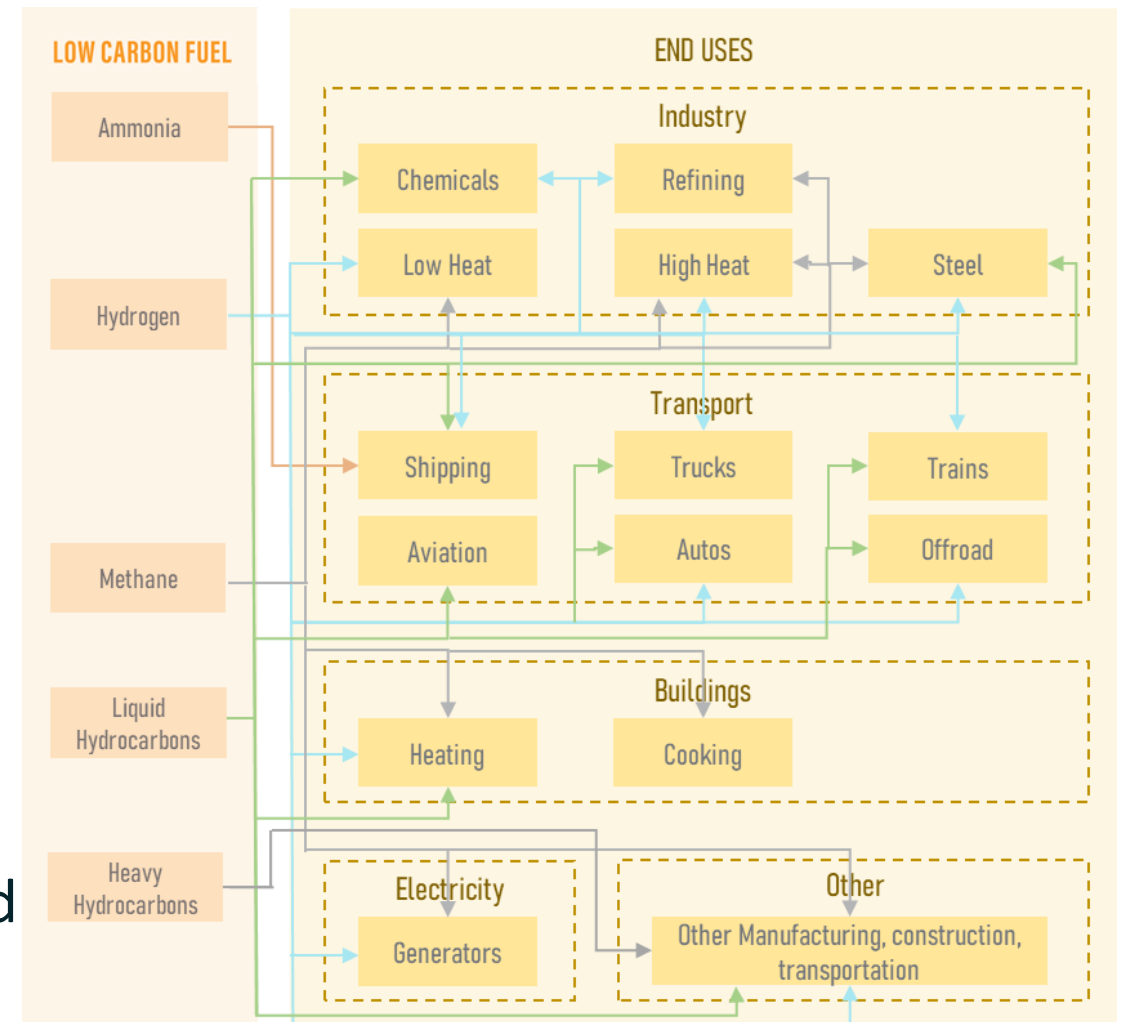 LOW CARBON FUEL
END USES
Ammonia
Industry
Chemicals
Refining
Low Heat
High Heat
Steel
Hydrogen
Transport
Shipping
Trucks
Trains
Aviation
Autos
Offroad
Methane
Buildings
Liquid
Hydrocarbons
Heating
Cooking
Heavy
Hydrocarbons
d
Electricity
Other
Generators
Other Manufacturing, construction,
transportation